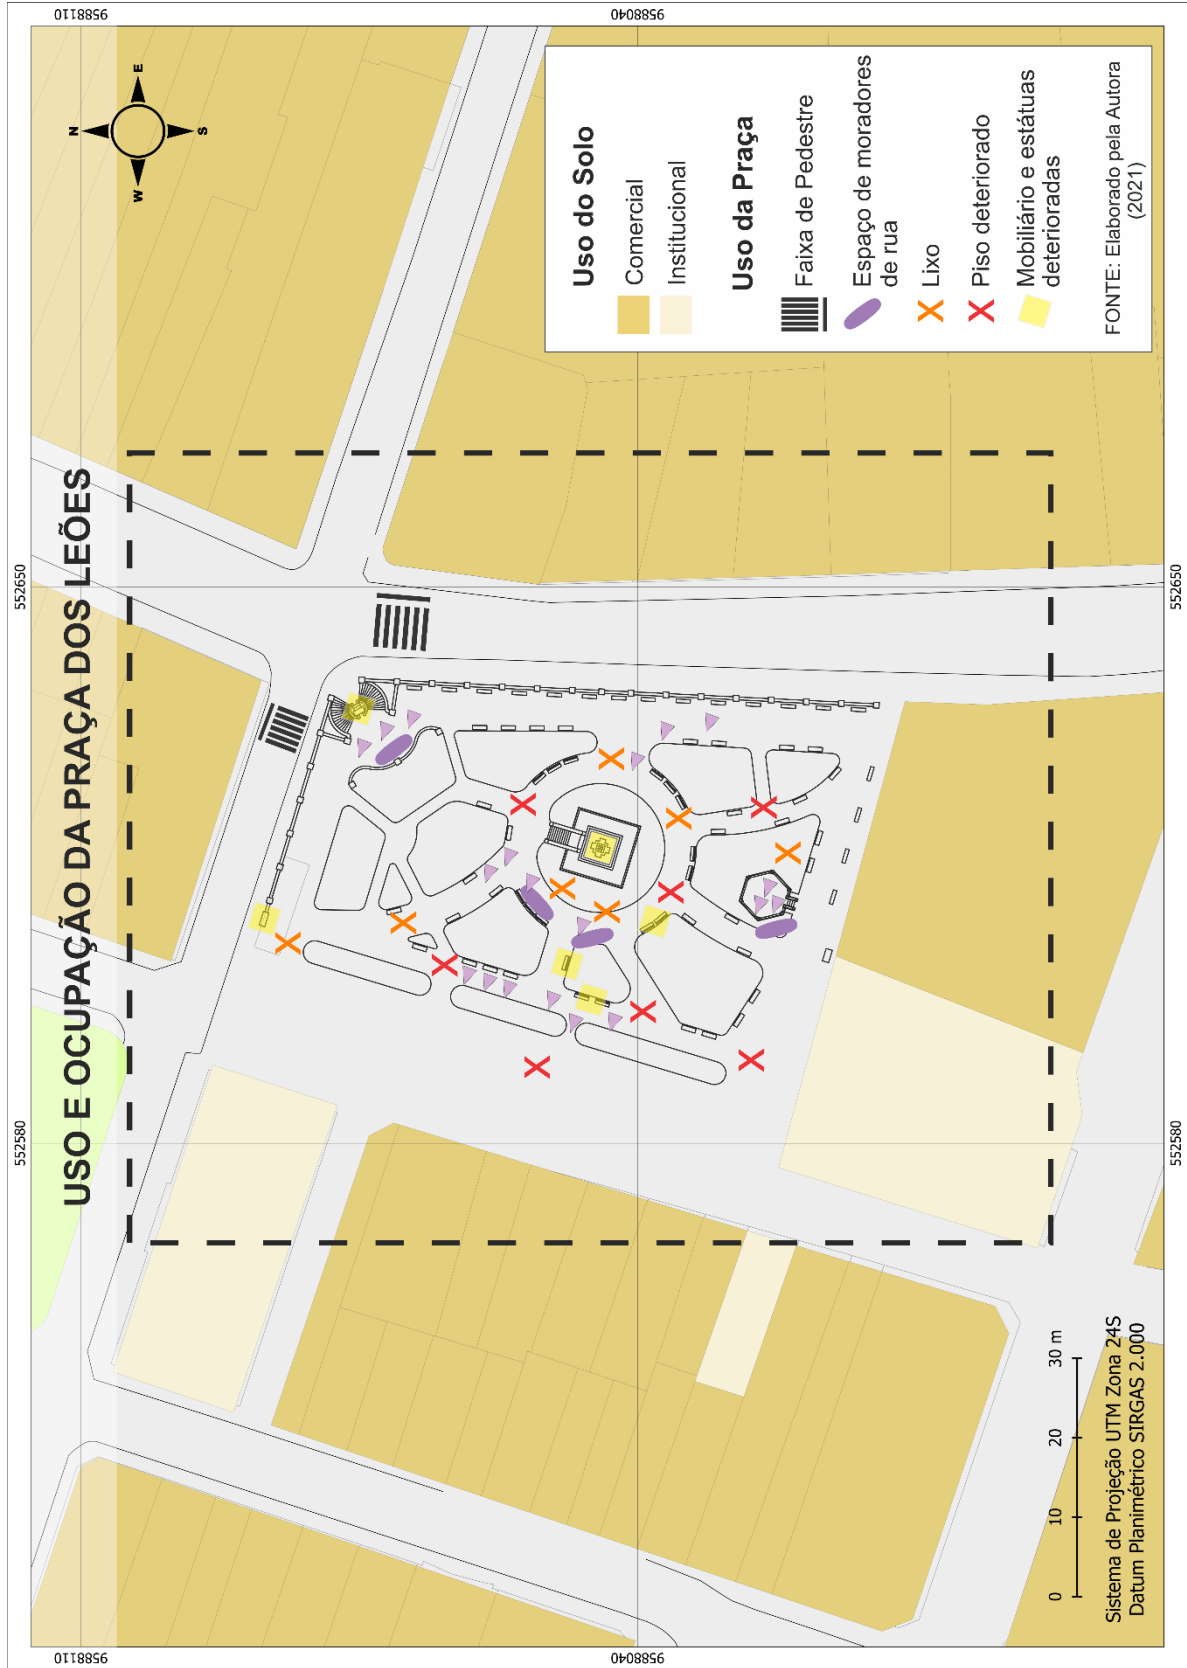 USO E OCUPAÇÃO DA PRAÇA DOS LEÕES
N
W
E
S
552580
552650
9588110
9588110
9588040
9588040
552580
552650
Uso do Solo
Comercial
Institucional
Uso da Praça
Faixa de Pedestre
Espaço de moradores
de rua
Lixo
Piso deteriorado
Mobiliário e estátuas
deterioradas
FONTE: Elaborado pela Autora
(2021)
0 10 20 30 m
Sistema de Projeção UTM Zona 24S
Datum Planimétrico SIRGAS 2.000